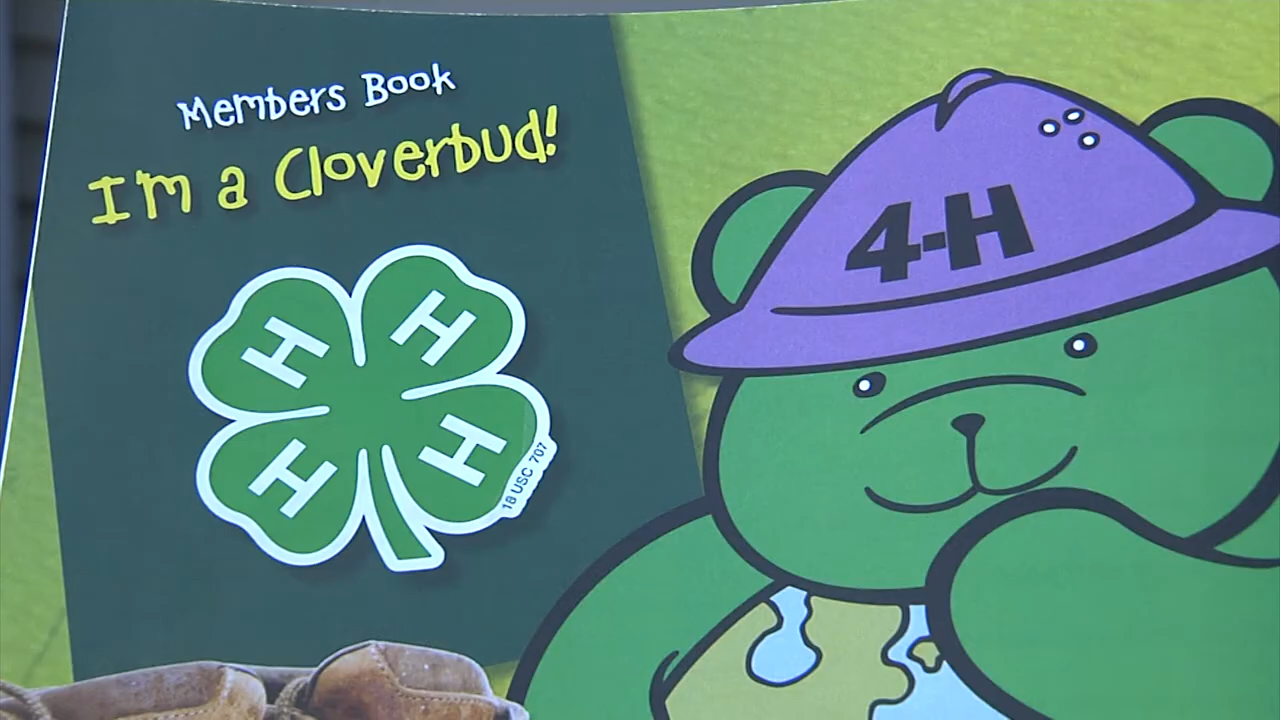 Members Book
I'm a Cloverbud!
H H
H H
18 USC 707
4-H